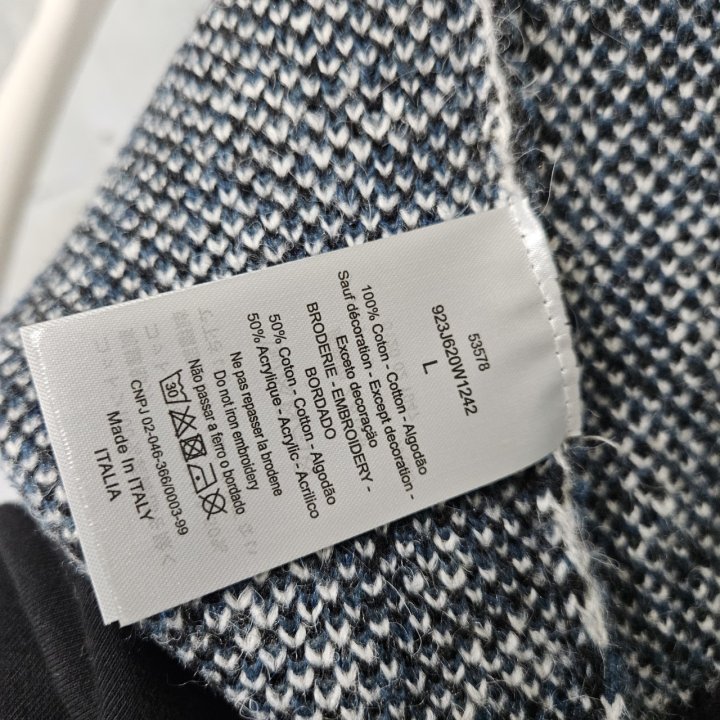 53578
923J620W1242
L
100% Coton - Cotton - Algodão
Sauf décoration - Except decoration -
Exceto decoração
BRODERIE - EMBROIDERY -
BORDADO
50% Coton - Cotton - Algodão
50% Acrylique - Acrylic - Acrílico
Ne pas repasser la broderie
Do not iron embroidery
Não passar a ferro o bordado
30
CNPJ 02-046-366/0003-99
Made In ITALY
ITALIA